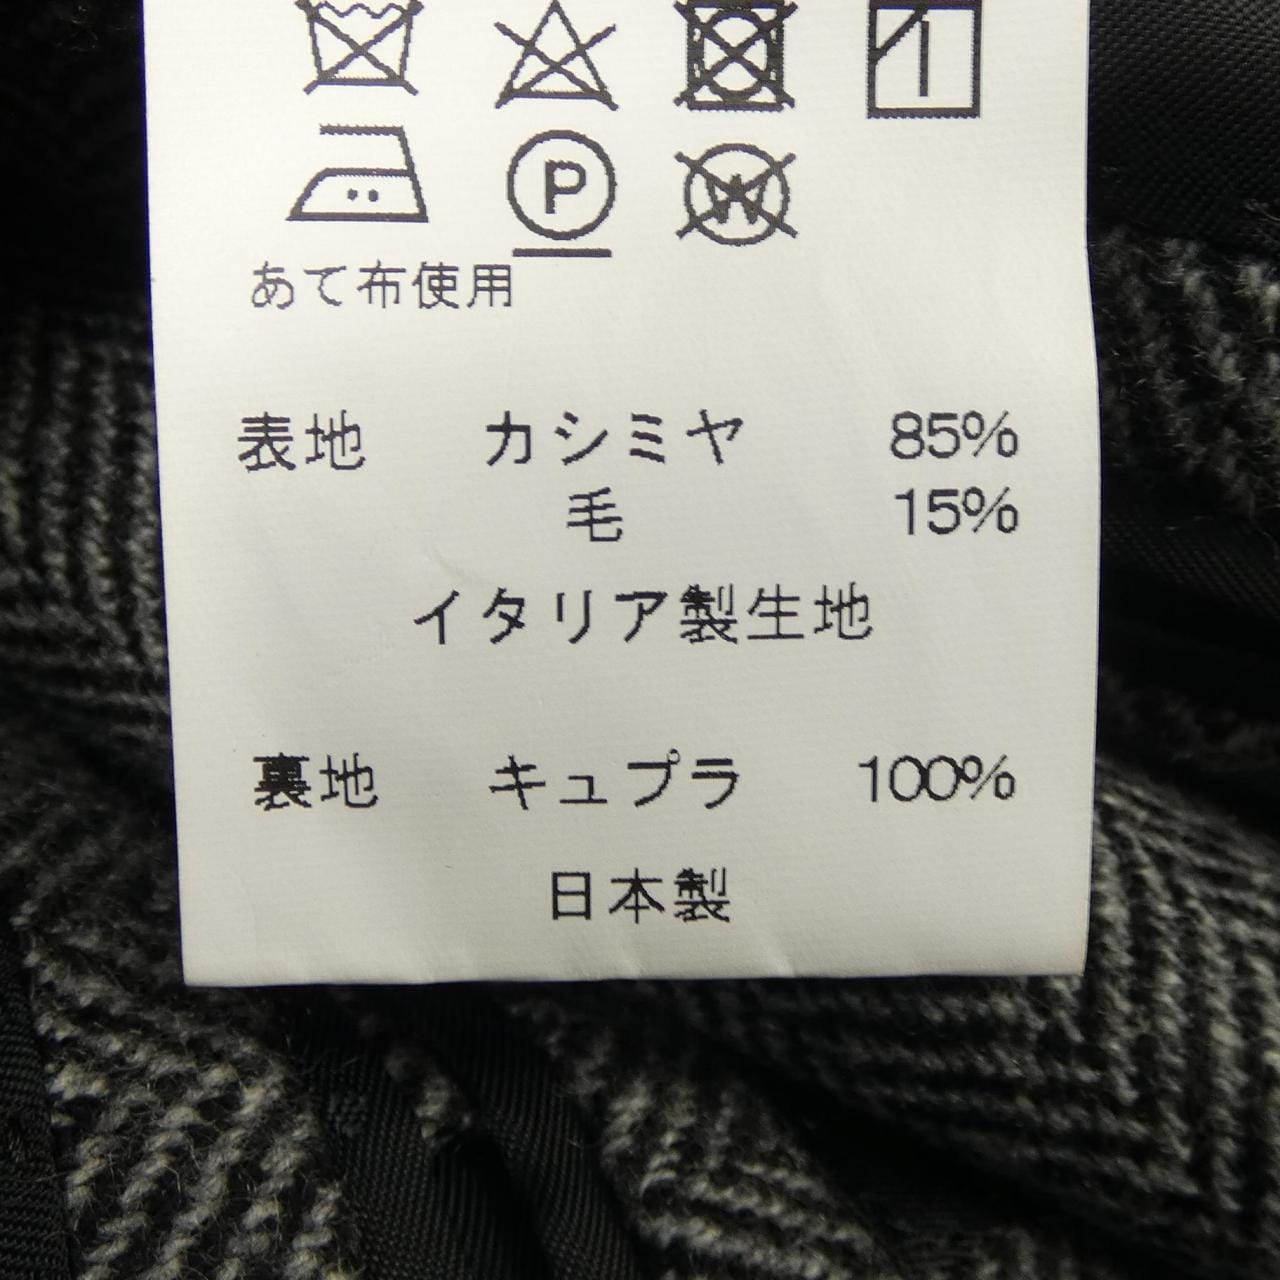 P W
あて布使用
表地 カシミヤ 85%
毛 15%
イタリア製生地
裏地 キュプラ 100%
日本製